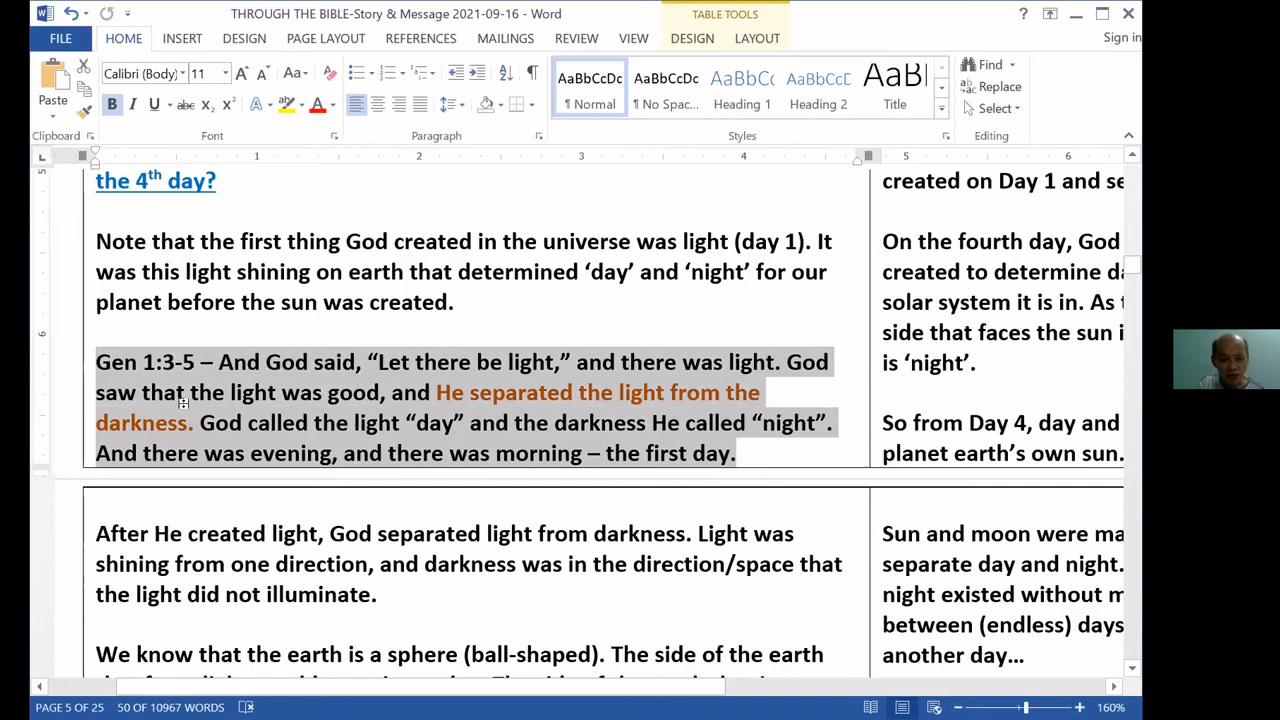 THROUGH THE BIBLE-Story & Message 2021-09-16 - Word
TABLE TOOLS
FILE HOME INSERT DESIGN PAGE LAYOUT REFERENCES MAILINGS REVIEW VIEW DESIGN LAYOUT Sign in
Calibri (Body) 11
Paste
AaBbCcDc AaBbCcDc AaBbCc AaBbCcC AaBl
¶ Normal ¶ No Spac... Heading 1 Heading 2 Title
Find
Replace
Select
Clipboard Font Paragraph Styles Editing
1 2 3 4 5 6
the 4th day?
Note that the first thing God created in the universe was light (day 1). It
was this light shining on earth that determined ‘day’ and ‘night’ for our
planet before the sun was created.
Gen 1:3-5 – And God said, “Let there be light,” and there was light. God
saw that the light was good, and He separated the light from the
darkness. God called the light “day” and the darkness He called “night”.
And there was evening, and there was morning – the first day.
After He created light, God separated light from darkness. Light was
shining from one direction, and darkness was in the direction/space that
the light did not illuminate.
We know that the earth is a sphere (ball-shaped). The side of the earth
created on Day 1 and se
On the fourth day, God
created to determine da
solar system it is in. As t
side that faces the sun i
is ‘night’.
So from Day 4, day and
planet earth’s own sun.
Sun and moon were ma
separate day and night.
night existed without m
between (endless) days
another day…
PAGE 5 OF 25 50 OF 10967 WORDS 160%